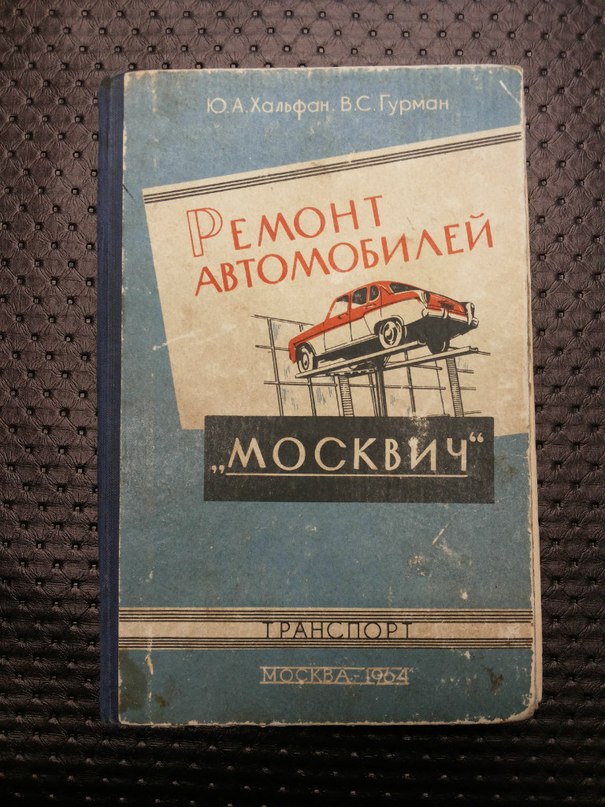 Ю.А.Хальфан, В.С.Гурман
РЕМОНТ
АВТОМОБИЛЕЙ
„МОСКВИЧ“
ТРАНСПОРТ
МОСКВА-1964